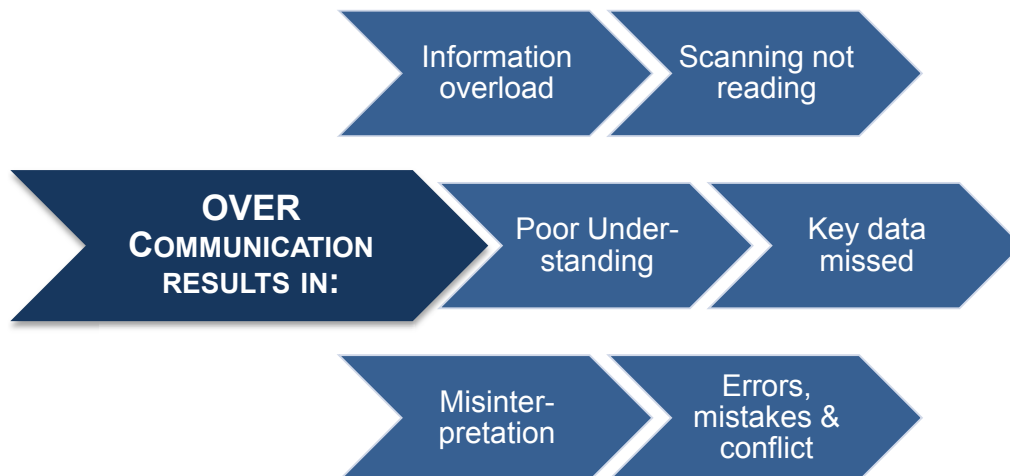 Information
overload
Scanning not
reading
OVER
COMMUNICATION
RESULTS IN:
Poor Under-
standing
Key data
missed
Misinter-
pretation
Errors,
mistakes &
conflict